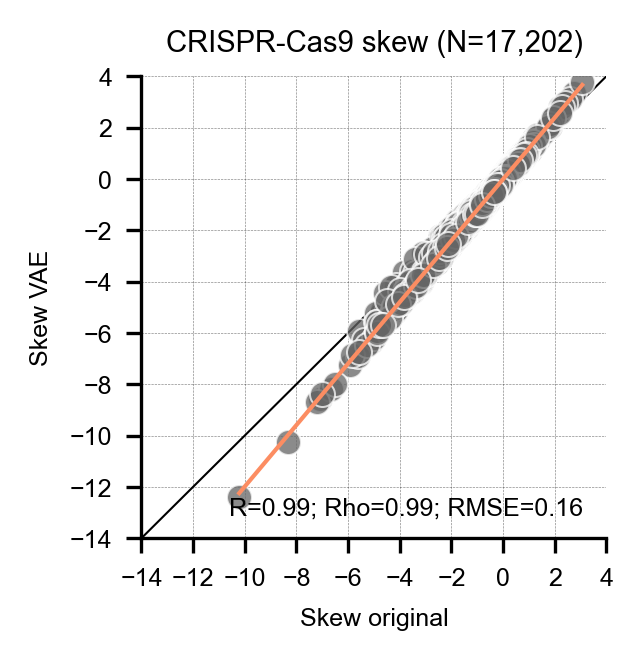 CRISPR-Cas9 skew (N=17,202)
4
2
0
−2
−4
−6
−8
−10
−12
−14
Skew VAE
R=0.99; Rho=0.99; RMSE=0.16
−14 −12 −10 −8 −6 −4 −2 0 2 4
Skew original